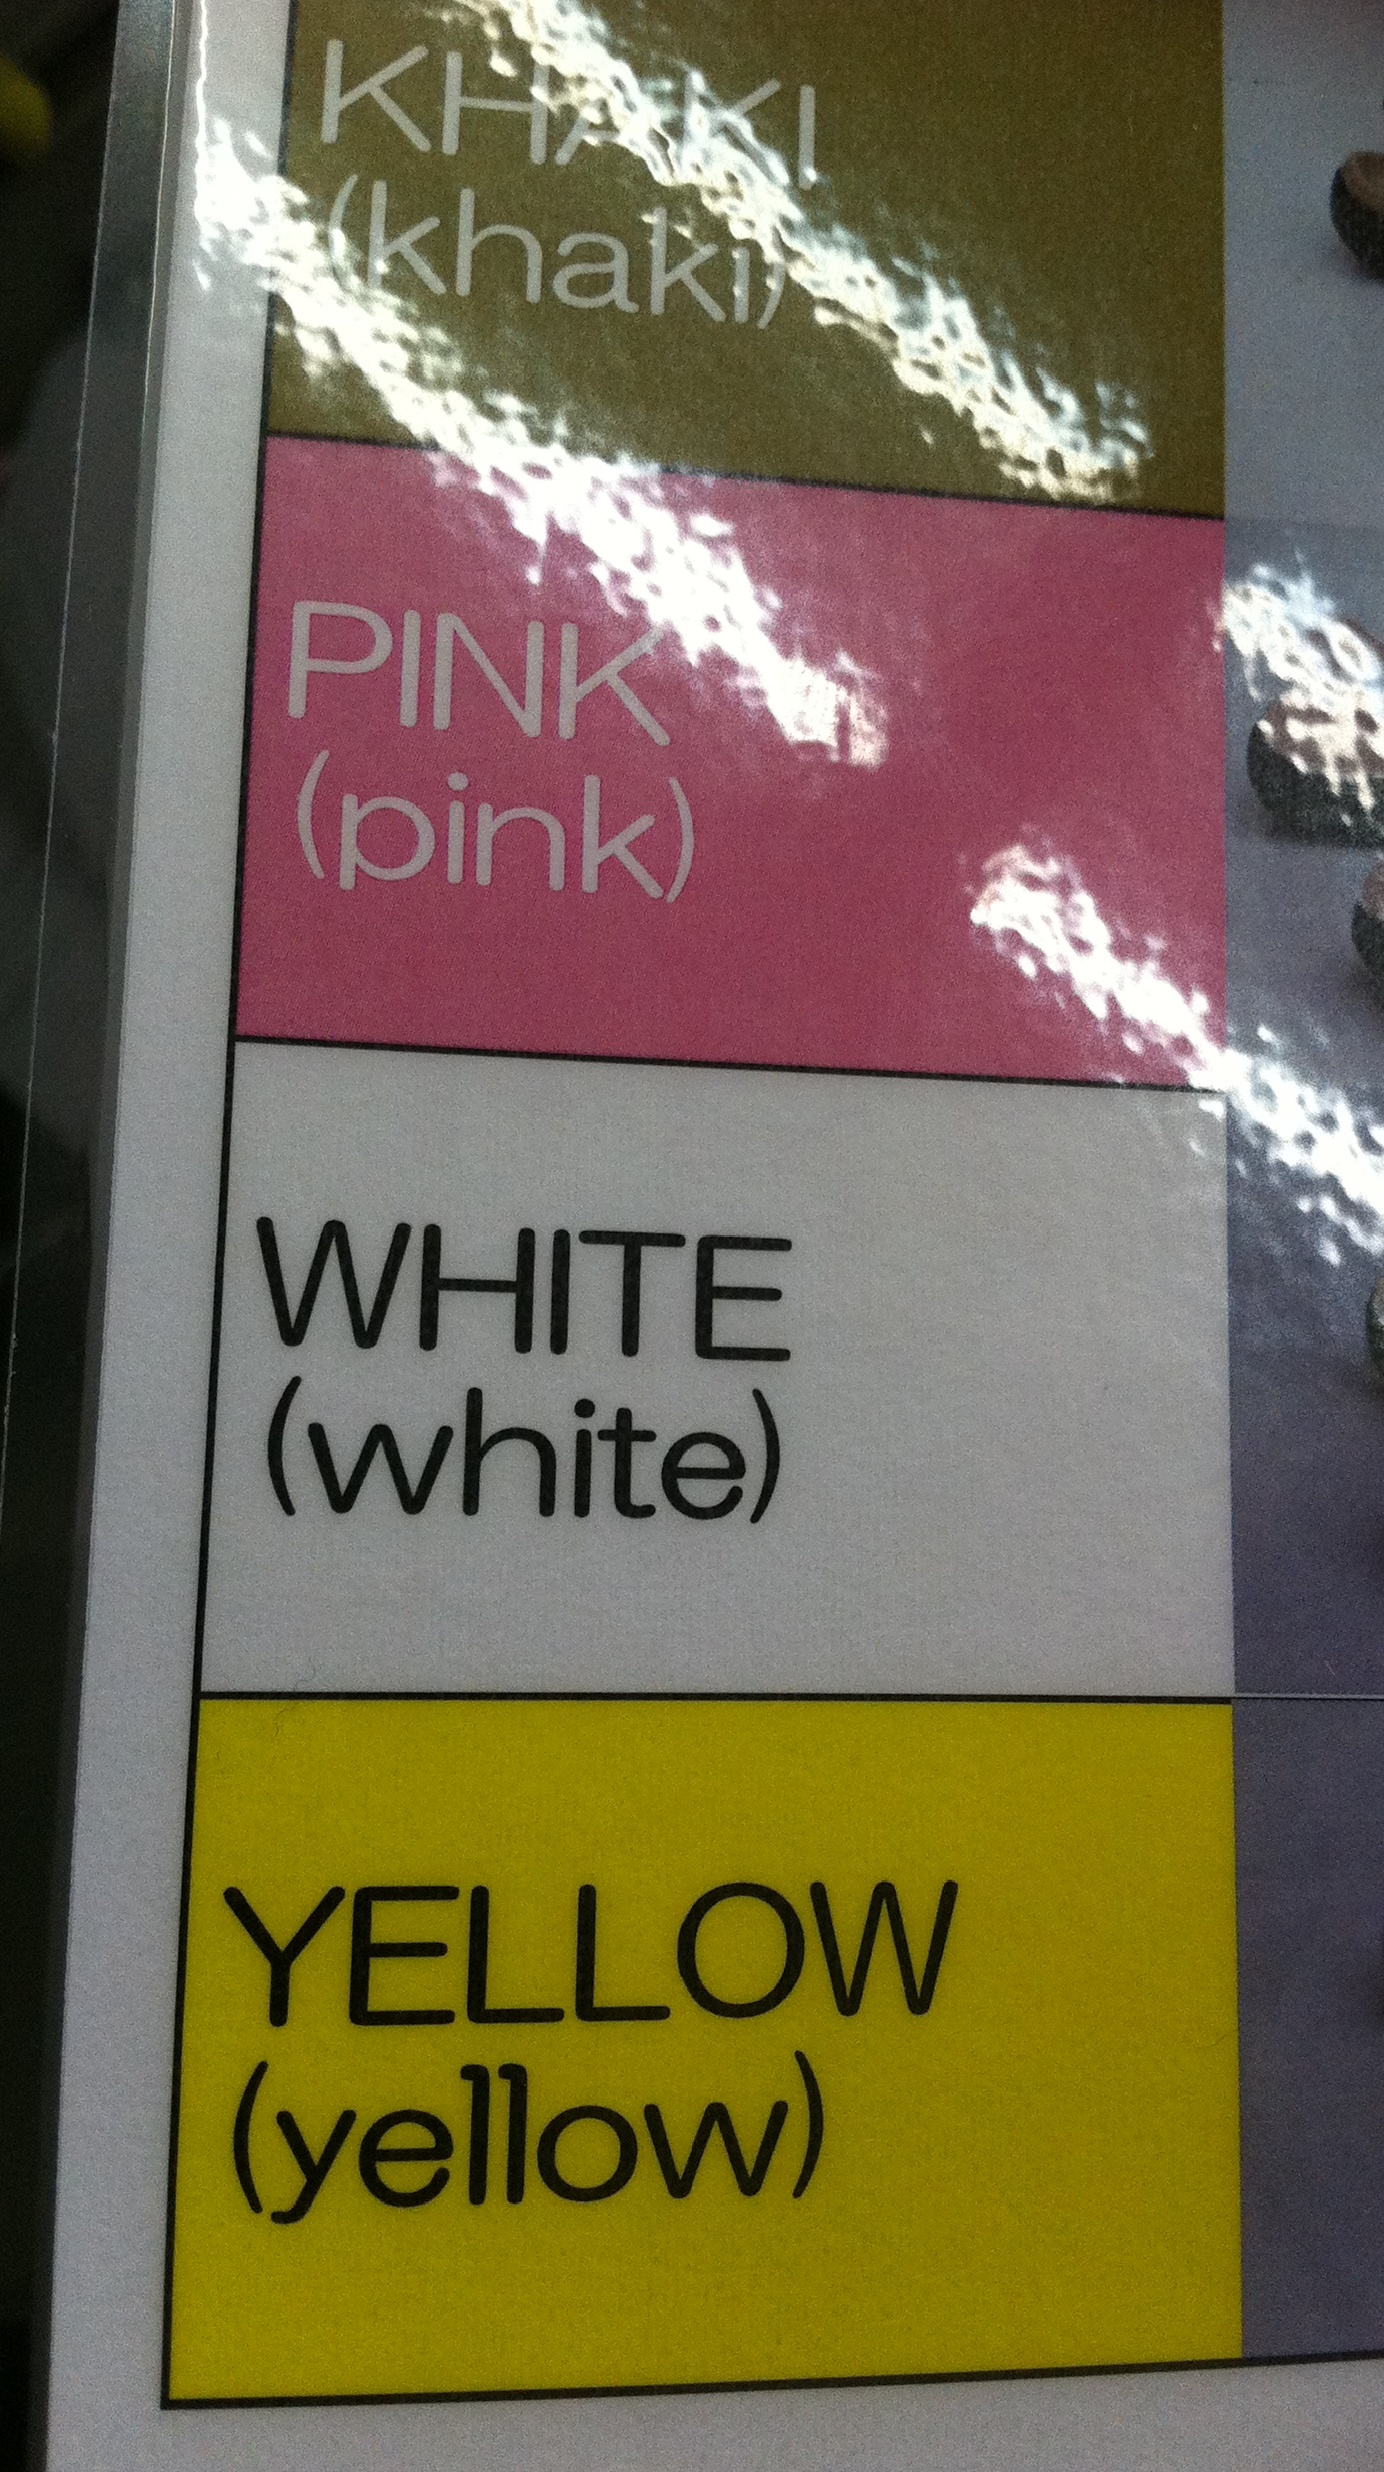 KHAKI
(khaki)
PINK
(pink)
WHITE
(white)
YELLOW
(yellow)